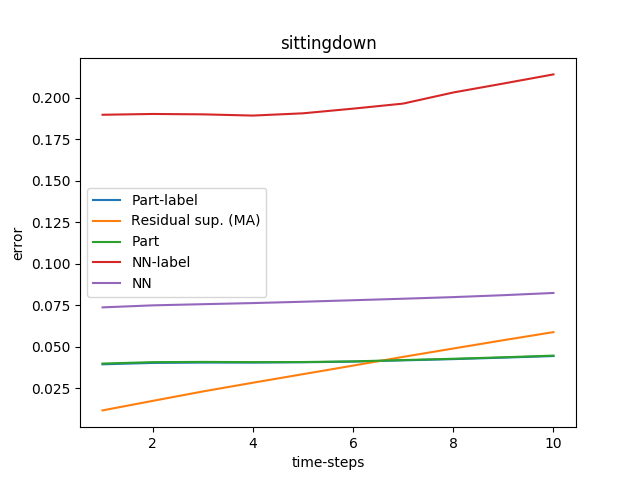 sittingdown
0.200
0.175
0.150
0.125
0.100
0.075
0.050
0.025
error
Part-label
Residual sup. (MA)
Part
NN-label
NN
2 4 6 8 10
time-steps